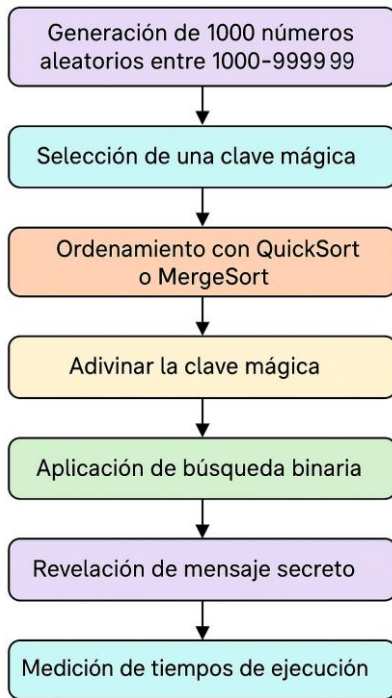 Generación de 1000 números
aleatorios entre 1000-9999 99
Selección de una clave mágica
Ordenamiento con QuickSort
o MergeSort
Adivinar la clave mágica
Aplicación de búsqueda binaria
Revelación de mensaje secreto
Medición de tiempos de ejecución